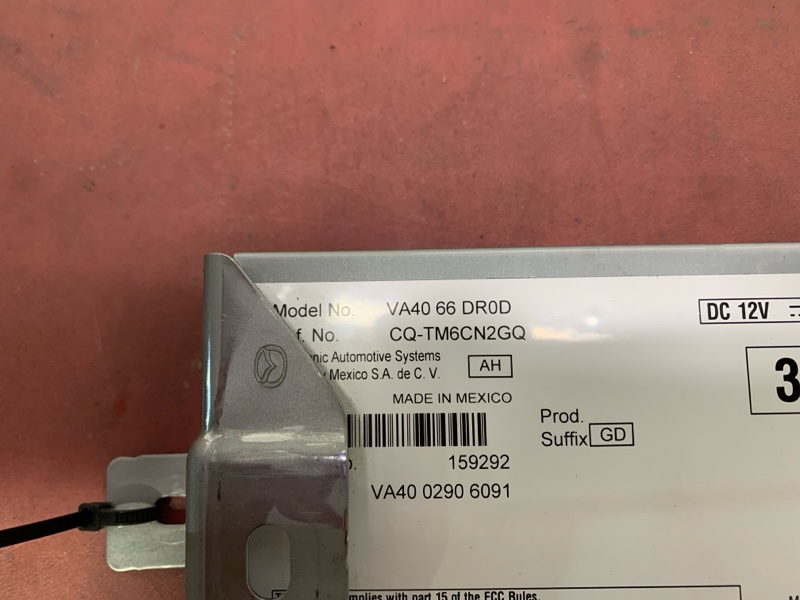 Model No. VA40 66 DR0D
f. No. CQ-TM6CN2GQ
nic Automotive Systems
y Mexico S.A. de C. V.
AH
MADE IN MEXICO
Prod.
Suffix GD
159292
VA40 0290 6091
DC 12V
3
mplies with part 15 of the FCC Rules.